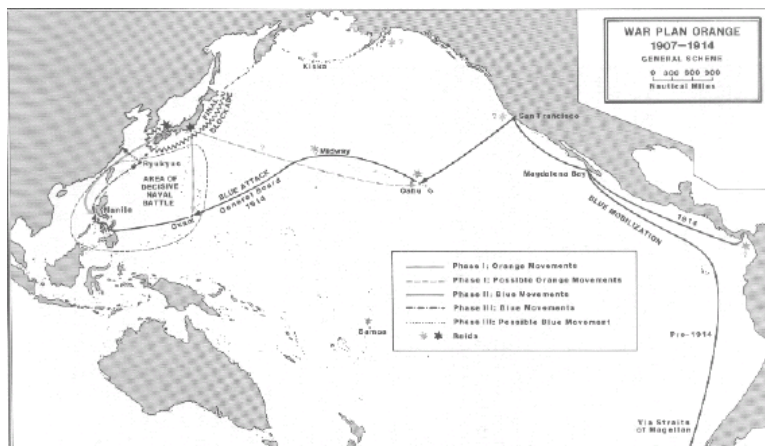 WAR PLAN ORANGE
1907–1914
GENERAL SCHEME
Nautical Miles
Kiska
San Francisco
FINAL
BLOCKADE
Ryukyus
Midway
Magdalena Bay
AREA OF
DECISIVE
NAVAL
BATTLE
BLUE ATTACK
General Board
1914
Oahu
Manila
Guam
1914
BLUE MOBILIZATION
Phase I; Orange Movements
Phase I; Possible Orange Movements
Phase II; Blue Movements
Phase III; Blue Movements
Phase III; Possible Blue Movement
Raids
Samoa
Pre-1914
Via Straits
of Magellan